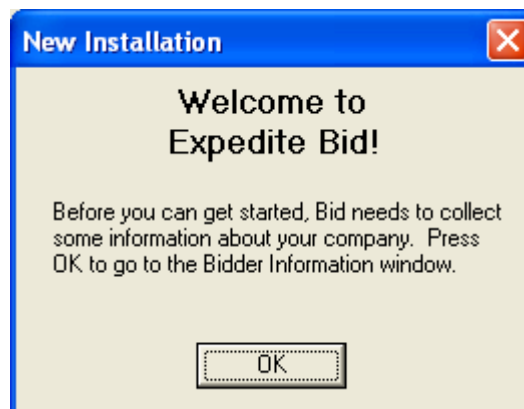 New Installation
Welcome to
Expedite Bid!
Before you can get started, Bid needs to collect
some information about your company.  Press
OK to go to the Bidder Information window.
OK